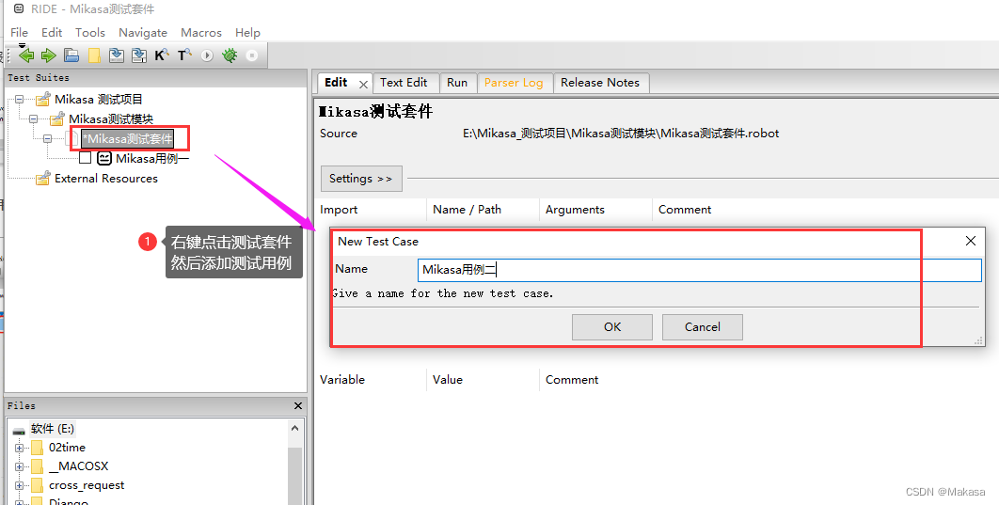 RIDE - Mikasa测试套件
File Edit Tools Navigate Macros Help
Test Suites
Mikasa 测试项目
Mikasa测试模块
*Mikasa测试套件
Mikasa用例一
External Resources
1
右键点击测试套件
然后添加测试用例
Edit Text Edit Run Parser Log Release Notes
Mikasa测试套件
Source E:\Mikasa_测试项目\Mikasa测试模块\Mikasa测试套件.robot
Settings >>
Import Name / Path Arguments Comment
New Test Case
Name Mikasa用例二
Give a name for the new test case.
OK Cancel
Variable Value Comment
Files
软件 (E:)
02time
__MACOSX
cross_request
Django
CSDN @Makasa